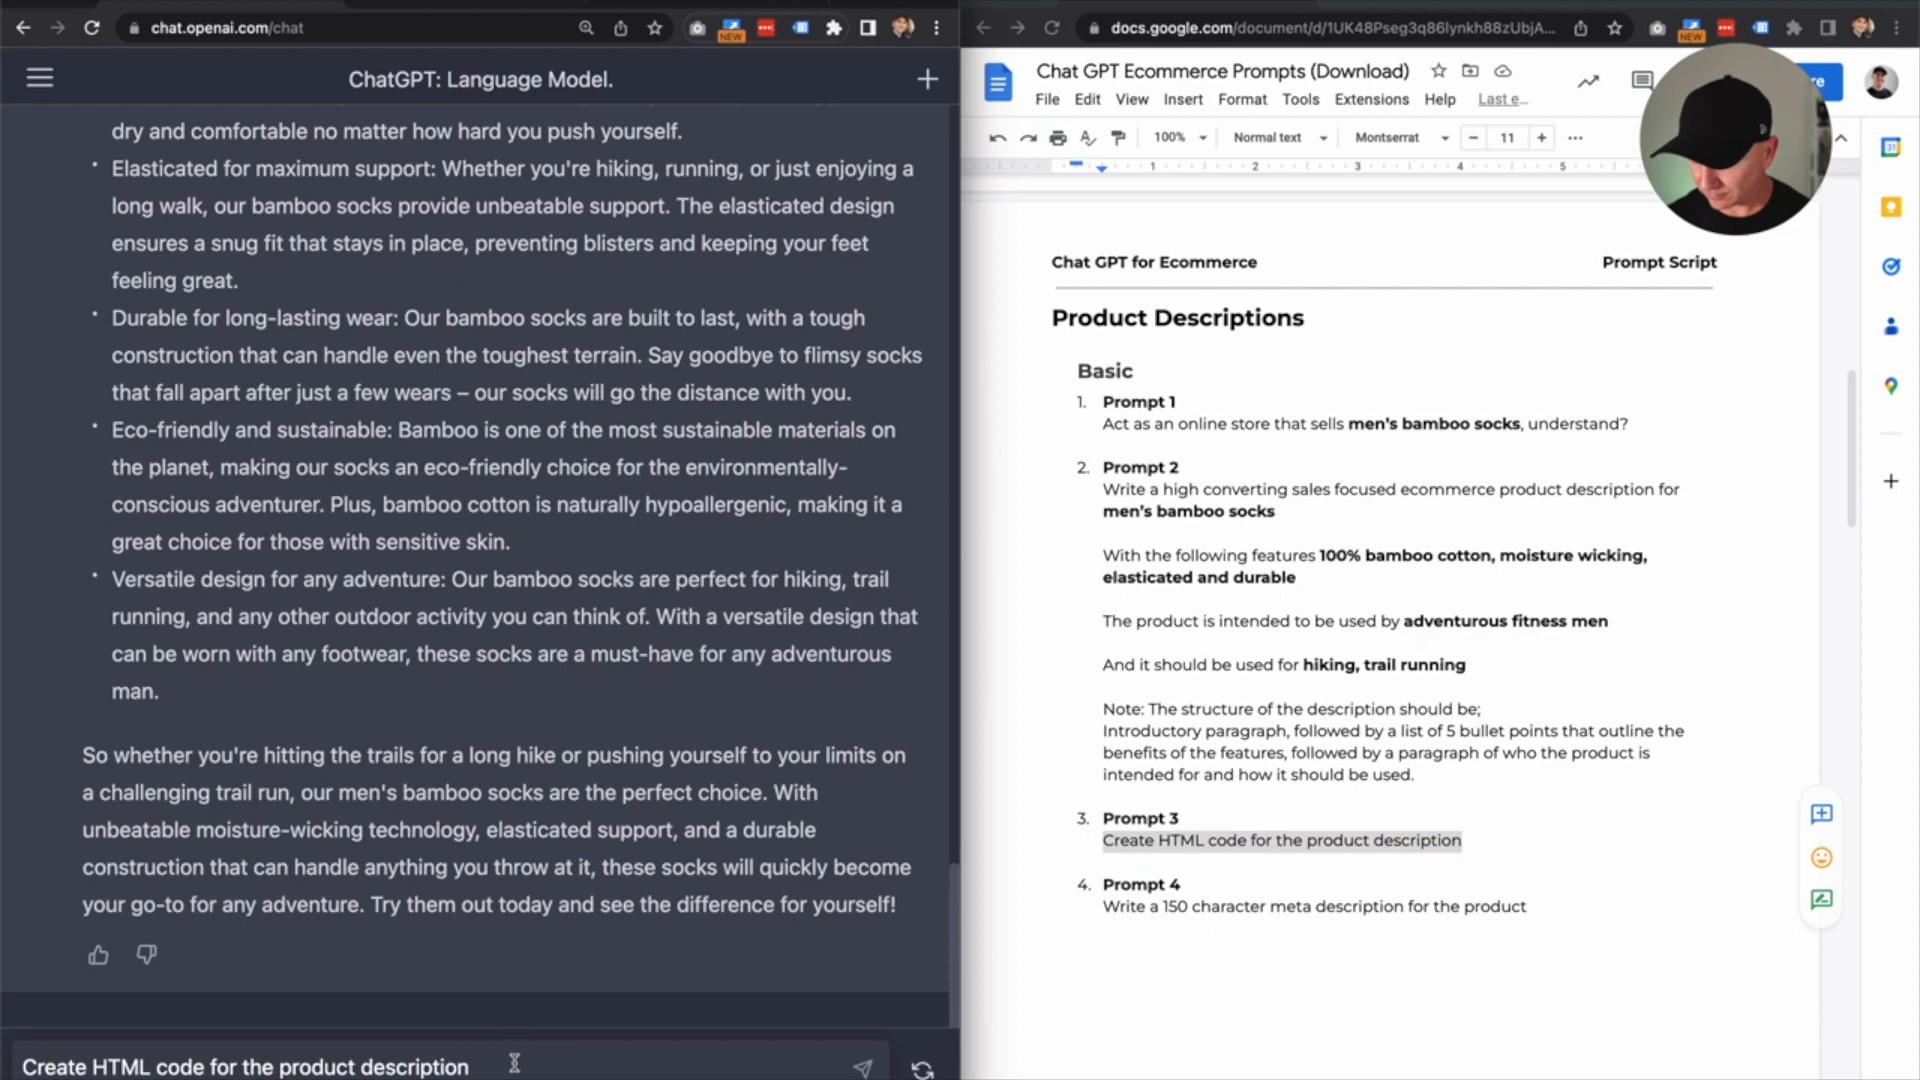 chat.openai.com/chat
NEW
ChatGPT: Language Model.
dry and comfortable no matter how hard you push yourself.
• Elasticated for maximum support: Whether you're hiking, running, or just enjoying a
long walk, our bamboo socks provide unbeatable support. The elasticated design
ensures a snug fit that stays in place, preventing blisters and keeping your feet
feeling great.
• Durable for long-lasting wear: Our bamboo socks are built to last, with a tough
construction that can handle even the toughest terrain. Say goodbye to flimsy socks
that fall apart after just a few wears – our socks will go the distance with you.
• Eco-friendly and sustainable: Bamboo is one of the most sustainable materials on
the planet, making our socks an eco-friendly choice for the environmentally-
conscious adventurer. Plus, bamboo cotton is naturally hypoallergenic, making it a
great choice for those with sensitive skin.
• Versatile design for any adventure: Our bamboo socks are perfect for hiking, trail
running, and any other outdoor activity you can think of. With a versatile design that
can be worn with any footwear, these socks are a must-have for any adventurous
man.
So whether you're hitting the trails for a long hike or pushing yourself to your limits on
a challenging trail run, our men's bamboo socks are the perfect choice. With
unbeatable moisture-wicking technology, elasticated support, and a durable
construction that can handle anything you throw at it, these socks will quickly become
your go-to for any adventure. Try them out today and see the difference for yourself!
Create HTML code for the product description
docs.google.com/document/d/1UK48Pseg3q86lynkh88zUbjA...
NEW
Chat GPT Ecommerce Prompts (Download)
File Edit View Insert Format Tools Extensions Help Last e...
100% Normal text Montserrat − 11 +
1 2 3 4 5
31
Chat GPT for Ecommerce Prompt Script
Product Descriptions
Basic
1. Prompt 1
Act as an online store that sells men's bamboo socks, understand?
2. Prompt 2
Write a high converting sales focused ecommerce product description for
men's bamboo socks
With the following features 100% bamboo cotton, moisture wicking,
elasticated and durable
The product is intended to be used by adventurous fitness men
And it should be used for hiking, trail running
Note: The structure of the description should be;
Introductory paragraph, followed by a list of 5 bullet points that outline the
benefits of the features, followed by a paragraph of who the product is
intended for and how it should be used.
3. Prompt 3
Create HTML code for the product description
4. Prompt 4
Write a 150 character meta description for the product